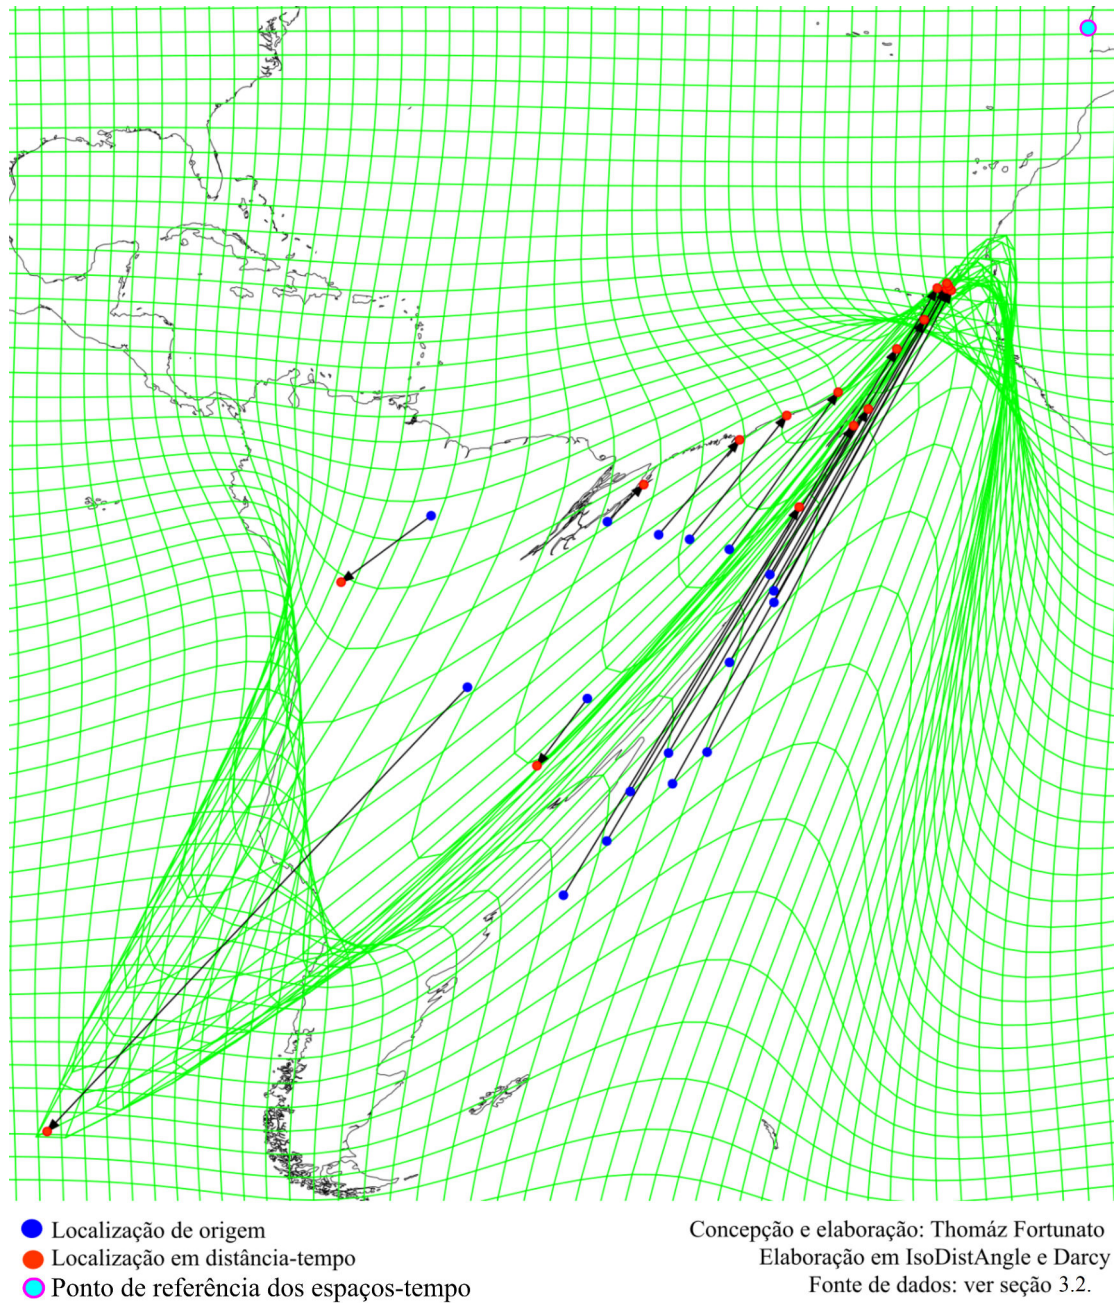 Localização de origem
Localização em distância-tempo
Ponto de referência dos espaços-tempo
Concepção e elaboração: Thomáz Fortunato
Elaboração em IsoDistAngle e Darcy
Fonte de dados: ver seção 3.2.